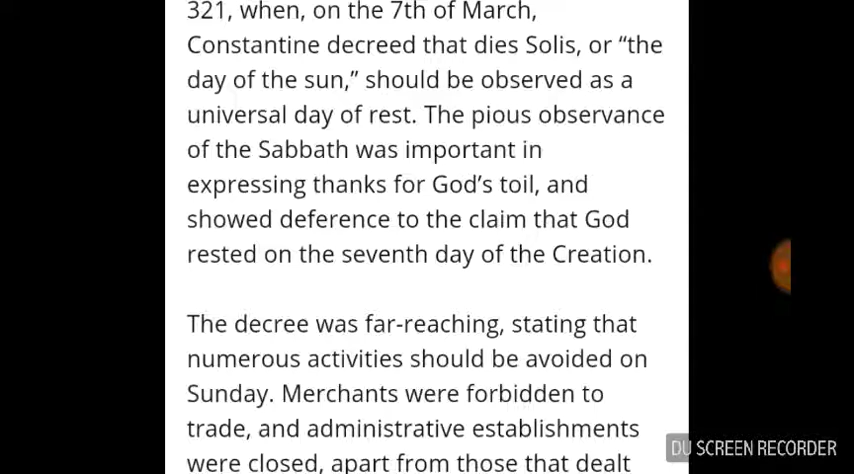 321, when, on the 7th of March,
Constantine decreed that dies Solis, or “the
day of the sun,” should be observed as a
universal day of rest. The pious observance
of the Sabbath was important in
expressing thanks for God’s toil, and
showed deference to the claim that God
rested on the seventh day of the Creation.
The decree was far-reaching, stating that
numerous activities should be avoided on
Sunday. Merchants were forbidden to
trade, and administrative establishments
were closed, apart from those that dealt
DU SCREEN RECORDER